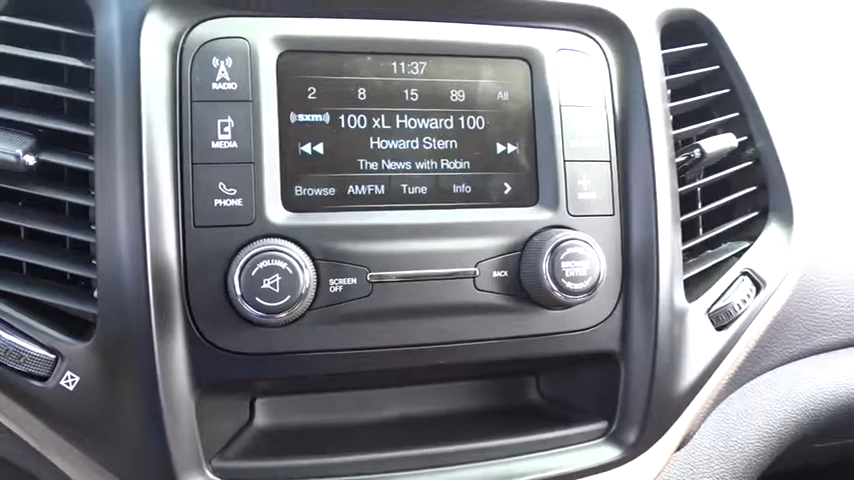 RADIO
MEDIA
PHONE
11:37
2 8 15 89 All
sxm 100 xL/Howard 100
Howard Stern
The News with Robin
Browse AM/FM Tune Info
VOLUME
SCREEN OFF
BACK
ENTER